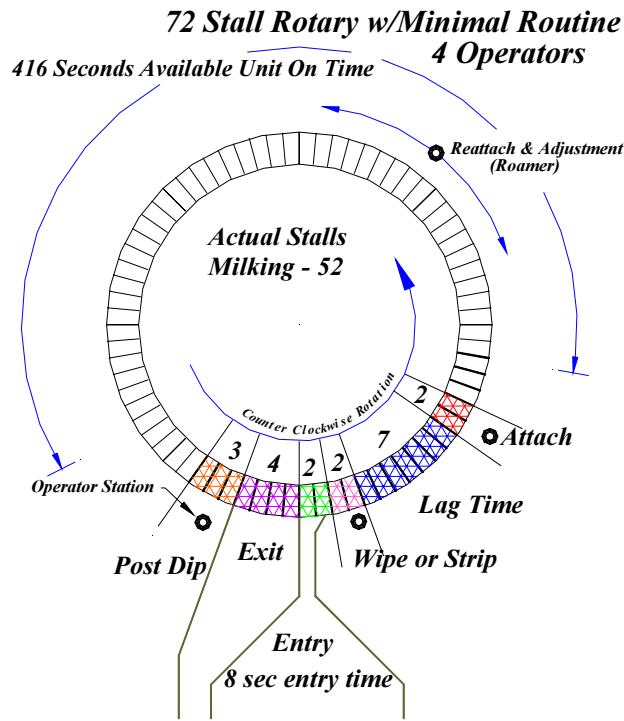 72 Stall Rotary w/Minimal Routine
4 Operators
416 Seconds Available Unit On Time
Reattach & Adjustment
(Roamer)
Actual Stalls
Milking - 52
Counter Clockwise Rotation
2
7
2
2
4
3
Attach
Lag Time
Operator Station
Wipe or Strip
Exit
Post Dip
Entry
8 sec entry time